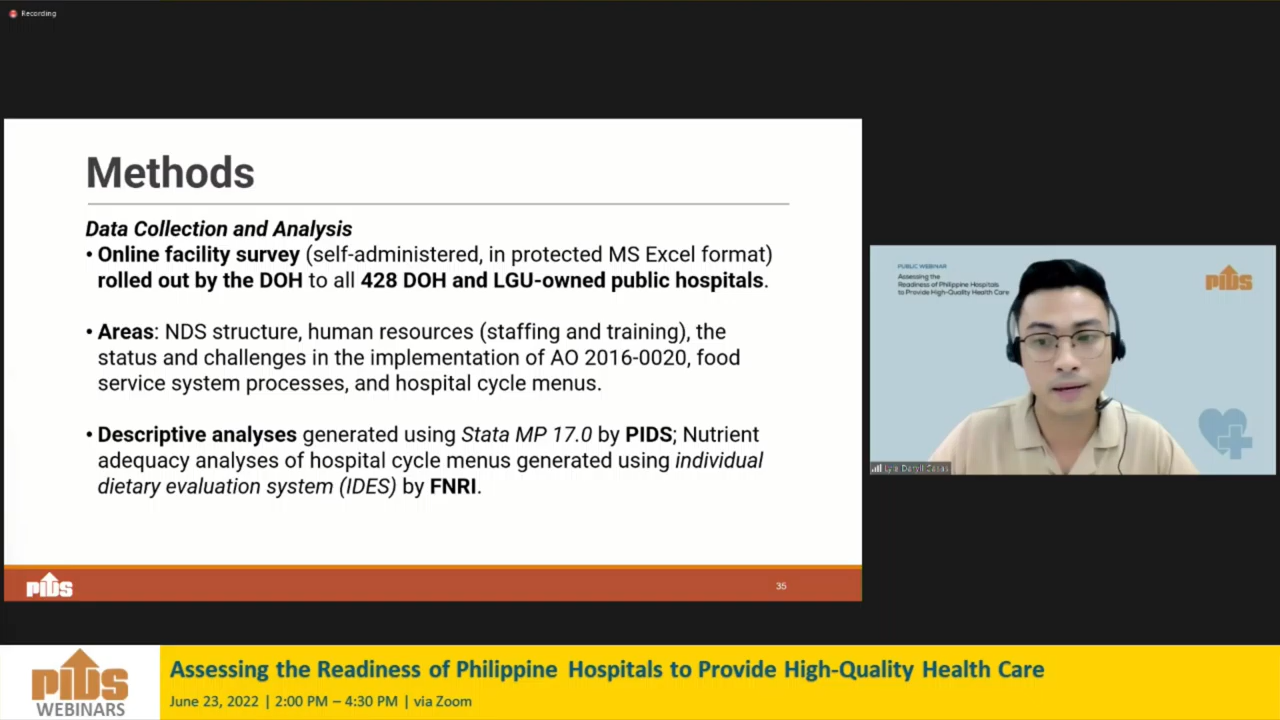 Recording
Methods
Data Collection and Analysis
• Online facility survey (self-administered, in protected MS Excel format)
rolled out by the DOH to all 428 DOH and LGU-owned public hospitals.
• Areas: NDS structure, human resources (staffing and training), the
status and challenges in the implementation of AO 2016-0020, food
service system processes, and hospital cycle menus.
• Descriptive analyses generated using Stata MP 17.0 by PIDS; Nutrient
adequacy analyses of hospital cycle menus generated using individual
dietary evaluation system (IDES) by FNRI.
PIDS
35
PUBLIC WEBINAR
Assessing the
Readiness of Philippine Hospitals
to Provide High-Quality Health Care
PIDS
Lyle Daryll Casas
PIDS
WEBINARS
Assessing the Readiness of Philippine Hospitals to Provide High-Quality Health Care
June 23, 2022 | 2:00 PM – 4:30 PM | via Zoom